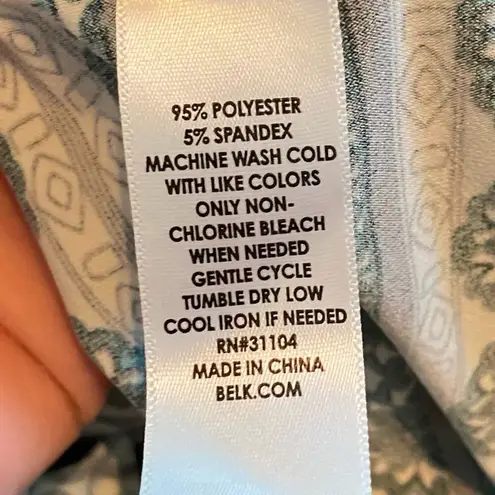 95% POLYESTER
5% SPANDEX
MACHINE WASH COLD
WITH LIKE COLORS
ONLY NON-
CHLORINE BLEACH
WHEN NEEDED
GENTLE CYCLE
TUMBLE DRY LOW
COOL IRON IF NEEDED
RN#31104
MADE IN CHINA
BELK.COM